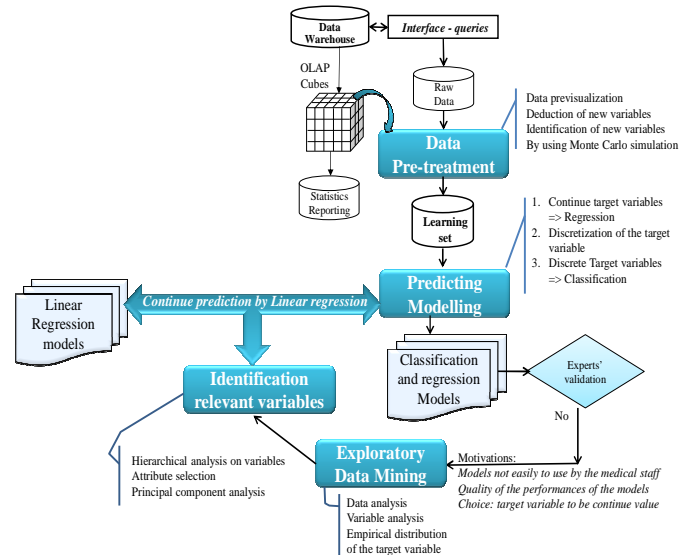 Data
Warehouse
Interface - queries
OLAP
Cubes
Raw
Data
Data
Pre-treatment
Data previsualization
Deduction of new variables
Identification of new variables
By using Monte Carlo simulation
Statistics
Reporting
Learning
set
1. Continue target variables
=> Regression
2. Discretization of the target
variable
3. Discrete Target variables
=> Classification
Predicting
Modelling
Continue prediction by Linear regression
Linear
Regression
models
Classification
and regression
Models
Experts'
validation
No
Identification
relevant variables
Hierarchical analysis on variables
Attribute selection
Principal component analysis
Exploratory
Data Mining
Motivations:
Models not easily to use by the medical staff
Quality of the performances of the models
Choice: target variable to be continue value
Data analysis
Variable analysis
Empirical distribution
of the target variable